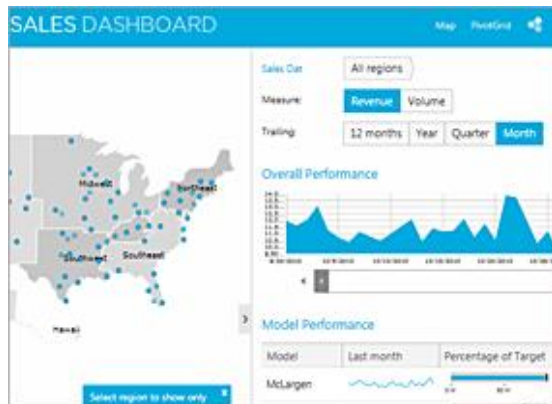 SALES DASHBOARD
Map PivotGrid
Sales Dat All regions
Measure: Revenue Volume
Trailing: 12 months Year Quarter Month
Overall Performance
Midwest
Northeast
Southwest
Southeast
Hawaii
Model Performance
Model Last month Percentage of Target
McLargen
Select region to show only